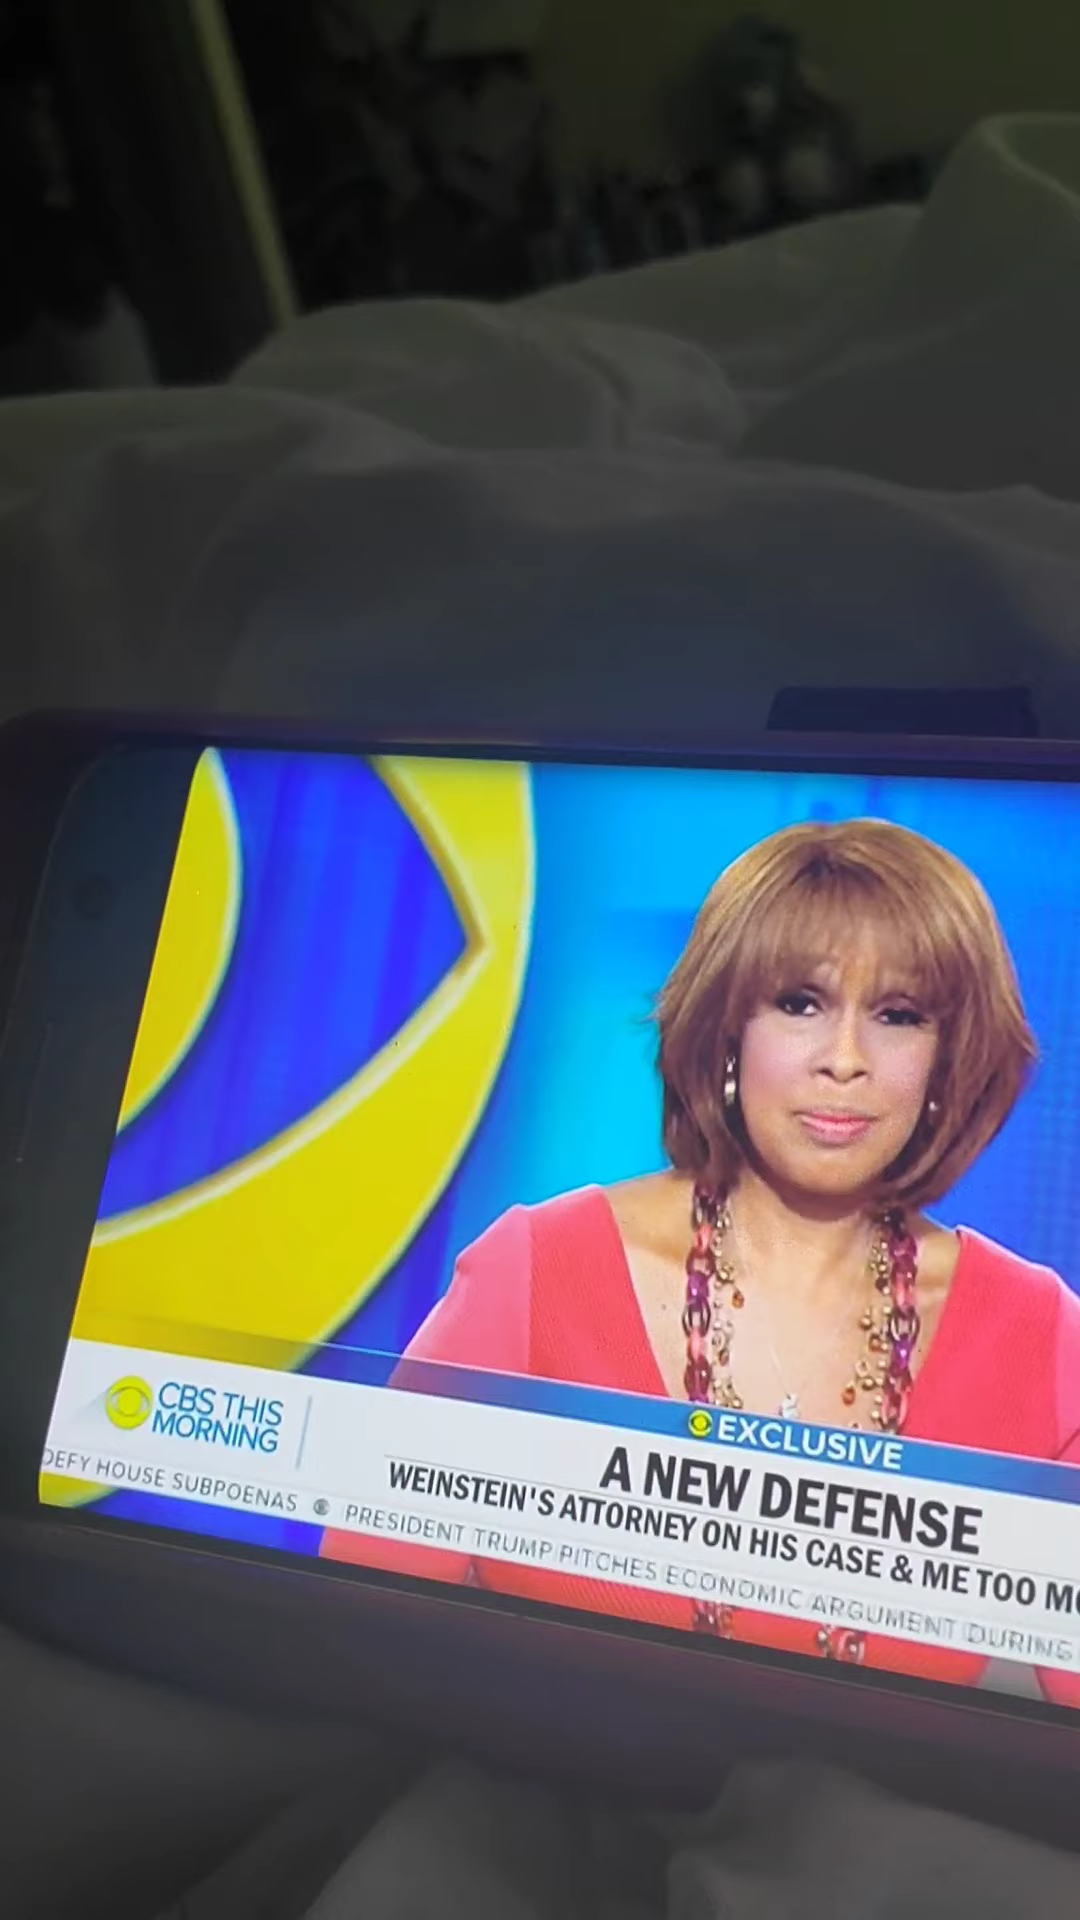 EXCLUSIVE
CBS THIS
MORNING
A NEW DEFENSE
WEINSTEIN'S ATTORNEY ON HIS CASE & ME TOO
DEFY HOUSE SUBPOENAS PRESIDENT TRUMP PITCHES ECONOMIC ARGUMENT DURING